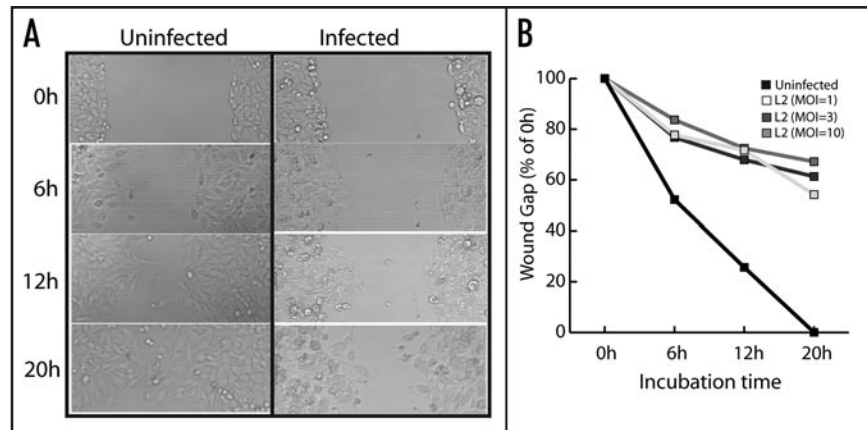 A
Uninfected
Infected
0h
6h
12h
20h
B
100
80
60
40
20
0
Wound Gap (% of 0h)
Uninfected
L2 (MOI=1)
L2 (MOI=3)
L2 (MOI=10)
0h
6h
12h
20h
Incubation time